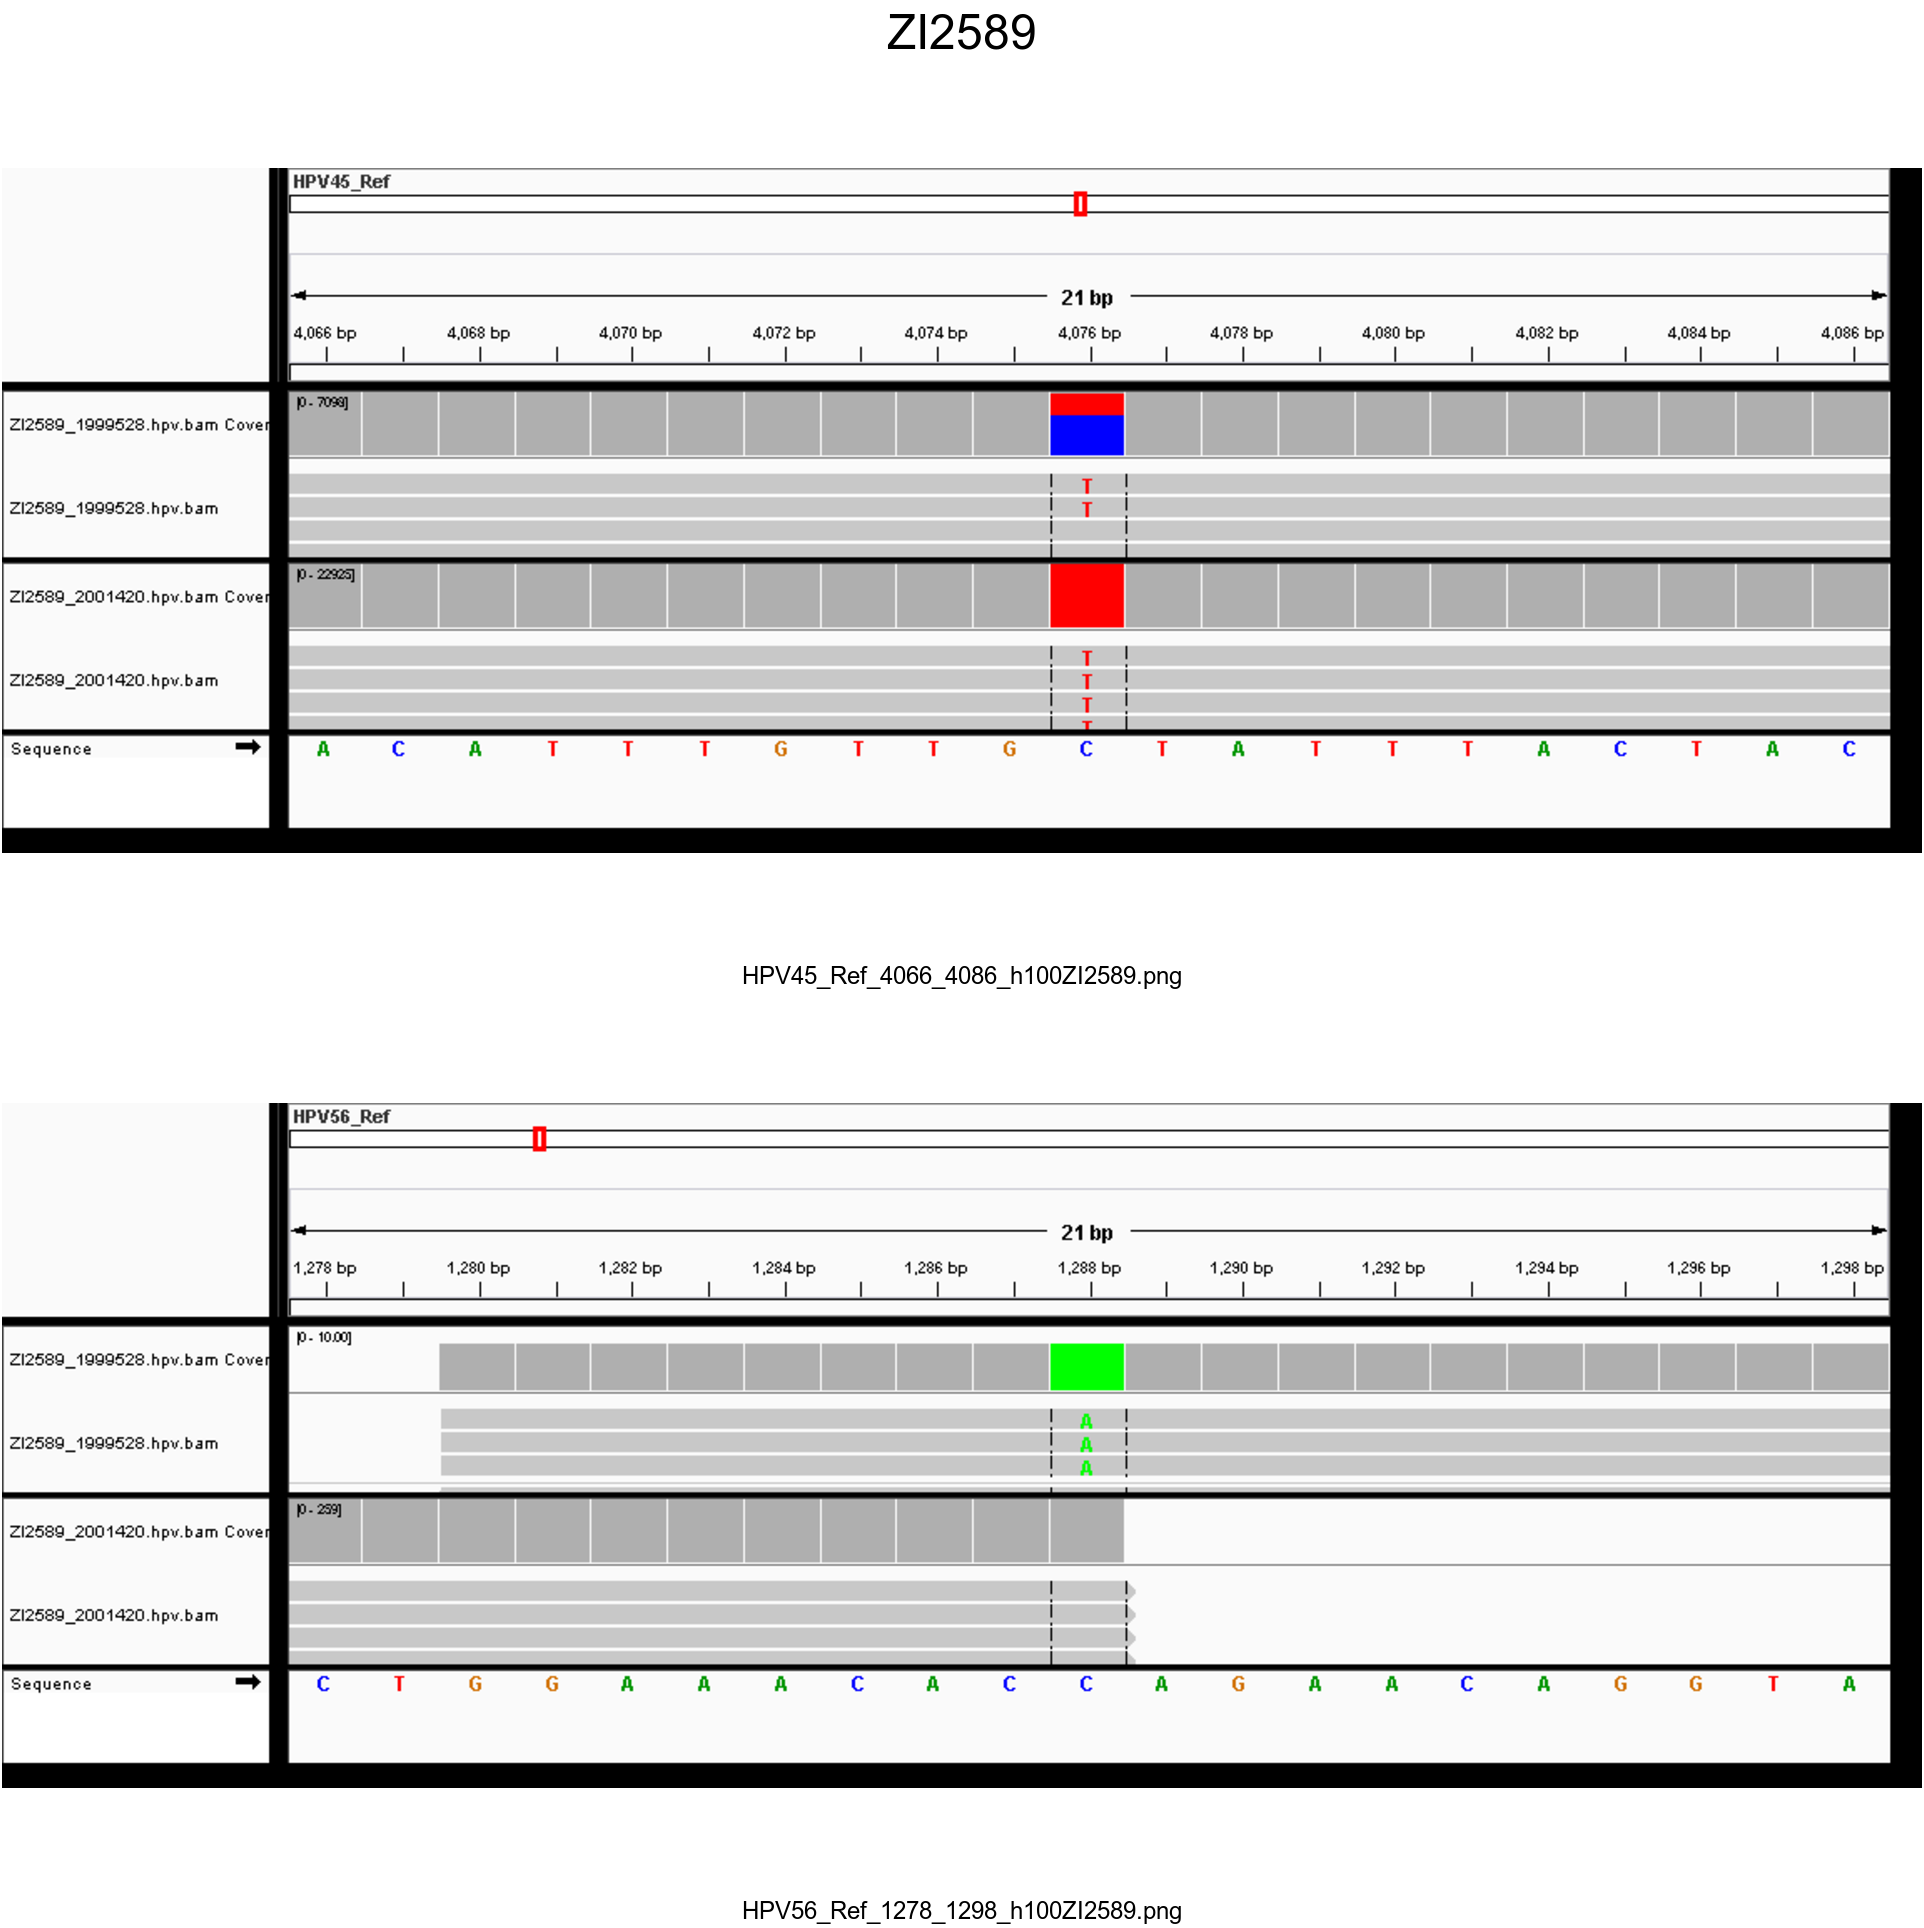 ZI2589
HPV45_Ref
21 bp
4,066 bp 4,068 bp 4,070 bp 4,072 bp 4,074 bp 4,076 bp 4,078 bp 4,080 bp 4,082 bp 4,084 bp 4,086 bp
[0 - 7098]
ZI2589_1999528.hpv.bam Cover
T
ZI2589_1999528.hpv.bam
T
[0 - 22925]
ZI2589_2001420.hpv.bam Cover
T
ZI2589_2001420.hpv.bam
T
T
T
Sequence A C A T T T G T T G C T A T T T A C T A C
HPV45_Ref_4066_4086_h100ZI2589.png
HPV56_Ref
21 bp
1,278 bp 1,280 bp 1,282 bp 1,284 bp 1,286 bp 1,288 bp 1,290 bp 1,292 bp 1,294 bp 1,296 bp 1,298 bp
[0 - 10.00]
ZI2589_1999528.hpv.bam Cover
A
ZI2589_1999528.hpv.bam
A
A
[0 - 259]
ZI2589_2001420.hpv.bam Cover
ZI2589_2001420.hpv.bam
Sequence C T G G A A A C A C C A G A A C A G G T A
HPV56_Ref_1278_1298_h100ZI2589.png